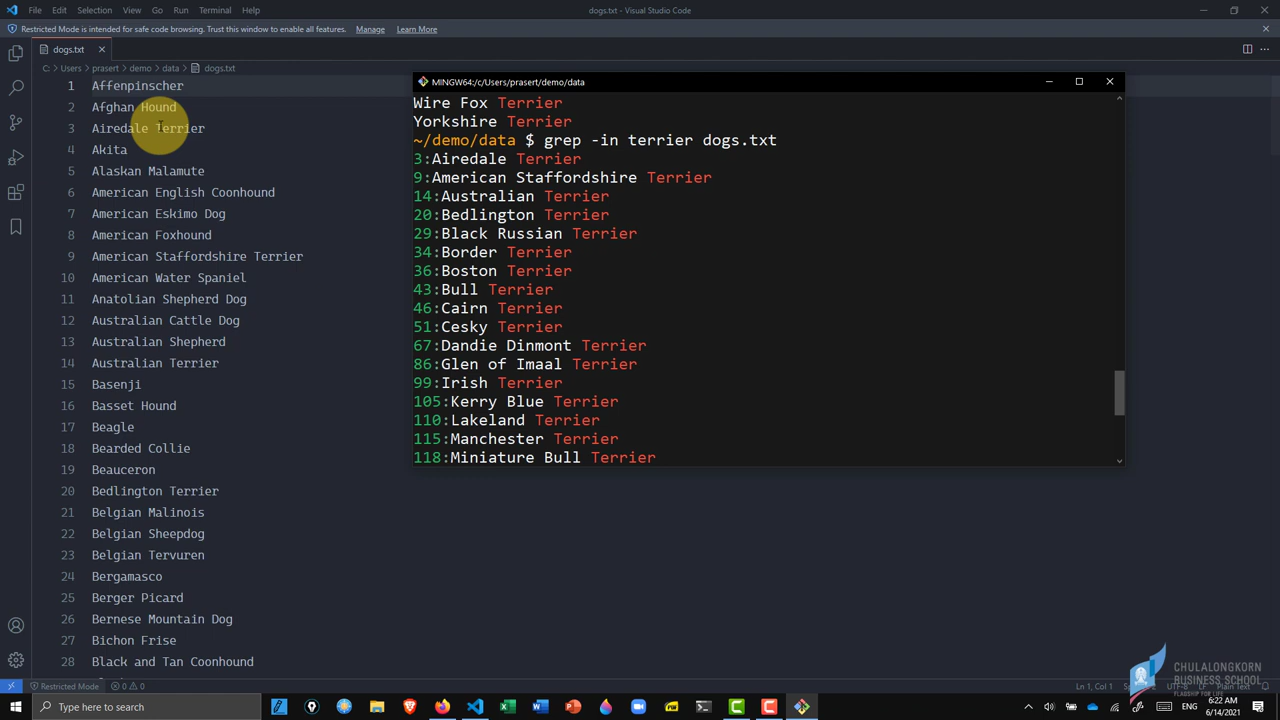 File Edit Selection View Go Run Terminal Help
dogs.txt - Visual Studio Code
Restricted Mode is intended for safe code browsing. Trust this window to enable all features. Manage Learn More
dogs.txt
C: > Users > prasert > demo > data > dogs.txt
1 Affenpinscher
2 Afghan Hound
3 Airedale Terrier
4 Akita
5 Alaskan Malamute
6 American English Coonhound
7 American Eskimo Dog
8 American Foxhound
9 American Staffordshire Terrier
10 American Water Spaniel
11 Anatolian Shepherd Dog
12 Australian Cattle Dog
13 Australian Shepherd
14 Australian Terrier
15 Basenji
16 Basset Hound
17 Beagle
18 Bearded Collie
19 Beauceron
20 Bedlington Terrier
21 Belgian Malinois
22 Belgian Sheepdog
23 Belgian Tervuren
24 Bergamasco
25 Berger Picard
26 Bernese Mountain Dog
27 Bichon Frise
28 Black and Tan Coonhound
MINGW64:/c/Users/prasert/demo/data
Wire Fox Terrier
Yorkshire Terrier
~/demo/data $ grep -in terrier dogs.txt
3:Airedale Terrier
9:American Staffordshire Terrier
14:Australian Terrier
20:Bedlington Terrier
29:Black Russian Terrier
34:Border Terrier
36:Boston Terrier
43:Bull Terrier
46:Cairn Terrier
51:Cesky Terrier
67:Dandie Dinmont Terrier
86:Glen of Imaal Terrier
99:Irish Terrier
105:Kerry Blue Terrier
110:Lakeland Terrier
115:Manchester Terrier
118:Miniature Bull Terrier
CHULALONGKORN
BUSINESS SCHOOL
FLAGSHIP FOR LIFE
Restricted Mode 0 0
Ln 1, Col 1 UTF-8 LF Plain Text
Type here to search
ENG
6:22 AM
6/14/2021